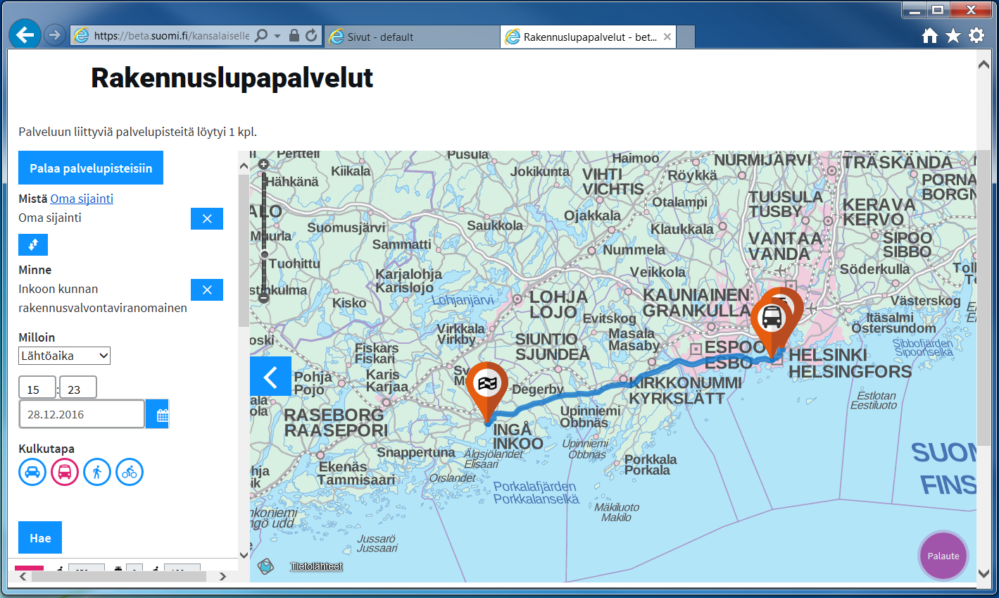 https://beta.suomi.fi/kansalaiselle
Sivut - default
Rakennuslupapalvelut - bet...
Rakennuslupapalvelut
Palveluun liittyviä palvelupisteitä löytyi 1 kpl.
Palaa palvelupisteisiin
Mistä Oma sijainti
Oma sijainti
Minne
Inkoon kunnan
rakennusvalvontaviranomainen
Milloin
Lähtöaika
15 : 23
28.12.2016
Kulkutapa
Hae
Pertteli
Pusula
Haimoo
NURMIJÄRVI
TRÄSKÄNDA
Kiikala
Jokikunta
VIHTI
VICHTIS
Röykkä
PORNA
BORGN
Hähkänä
TUUSULA
TUSBY
Otalampi
KERAVA
KERVO
ALO
Ojakkala
Muurla
Suomusjärvi
Saukkola
Klaukkala
VANTAA
VANDA
SIPOO
SIBBO
Sammatti
Nummela
Tuohittu
Karjalohja
Karislojo
Veikkola
Söderkulla
Kisko
Lohjanjärvi
LOHJA
LOJO
KAUNIAINEN
GRANKULLA
Västerskog
Virkkala
Virkby
Evitskog
Itäsalmi
Östersundom
SIUNTIO
SJUNDEÅ
Masala
Masaby
Fiskars
Fiskari
ESPOO
ESBO
HELSINKI
HELSINGFORS
Sibbofjärden
Sipoonselkä
Pohja
Pojo
Karis
Karjaa
Degerby
KIRKKONUMMI
KYRKSLÄTT
Estlotan
Eestiluoto
RASEBORG
RAASEPORI
Upinniemi
Obbnäs
INGÅ
INKOO
Snappertuna
Älgsjölandet
Elisaari
Upinniemi
Obbnäs
SUOM
FINS
Ekenäs
Tammisaari
Orslandet
Porkkala
Porkala
Porkalafjärden
Porkkalanselkä
Mäkiluoto
Makilo
Jussarö
Jussaari
Tietolähteet
Palaute